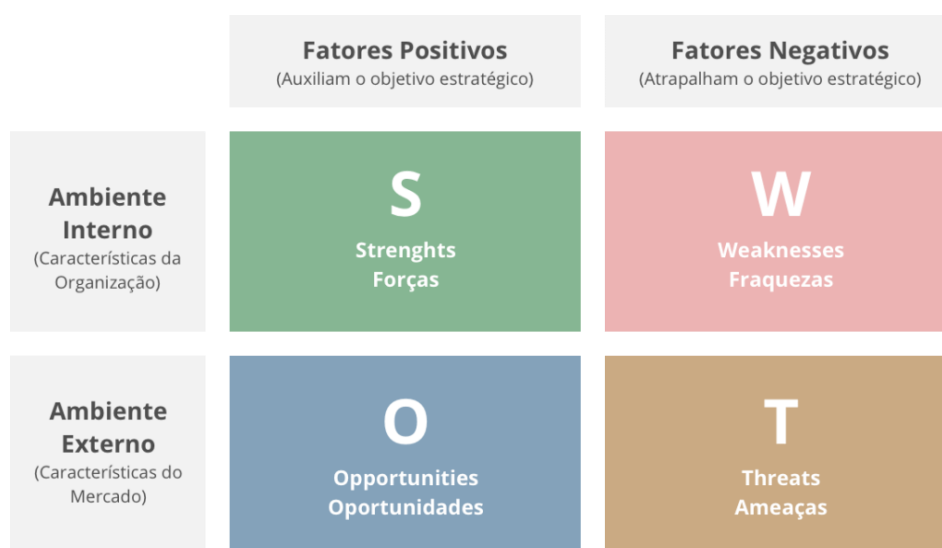 Fatores Positivos
(Auxiliam o objetivo estratégico)
Fatores Negativos
(Atrapalham o objetivo estratégico)
Ambiente
Interno
(Características da
Organização)
S
Strenghts
Forças
W
Weaknesses
Fraquezas
Ambiente
Externo
(Características do
Mercado)
O
Opportunities
Oportunidades
T
Threats
Ameaças